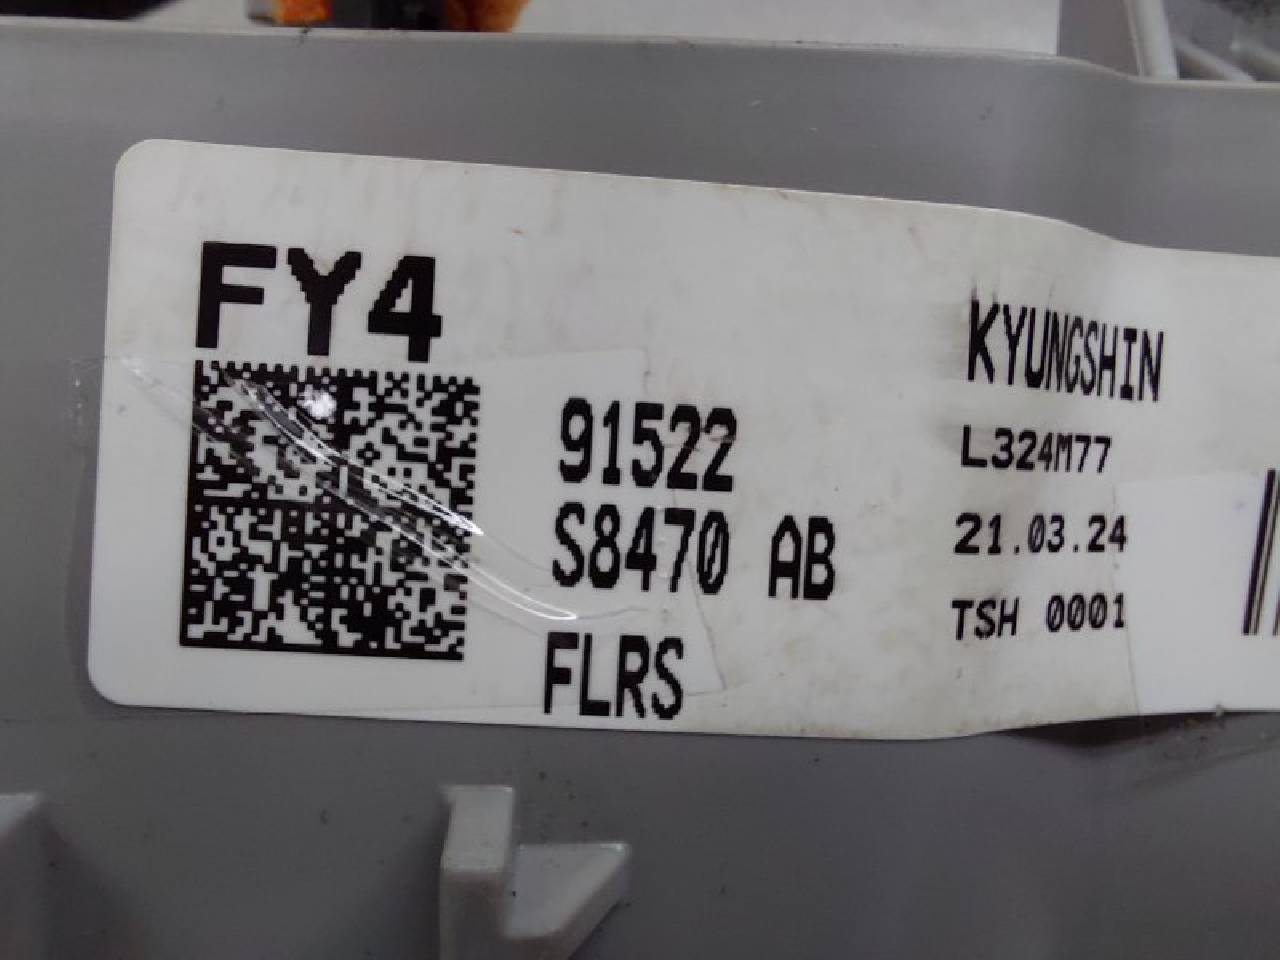 FY4
91522
S8470 AB
FLRS
KYUNGSHIN
L324M77
21.03.24
TSH 0001